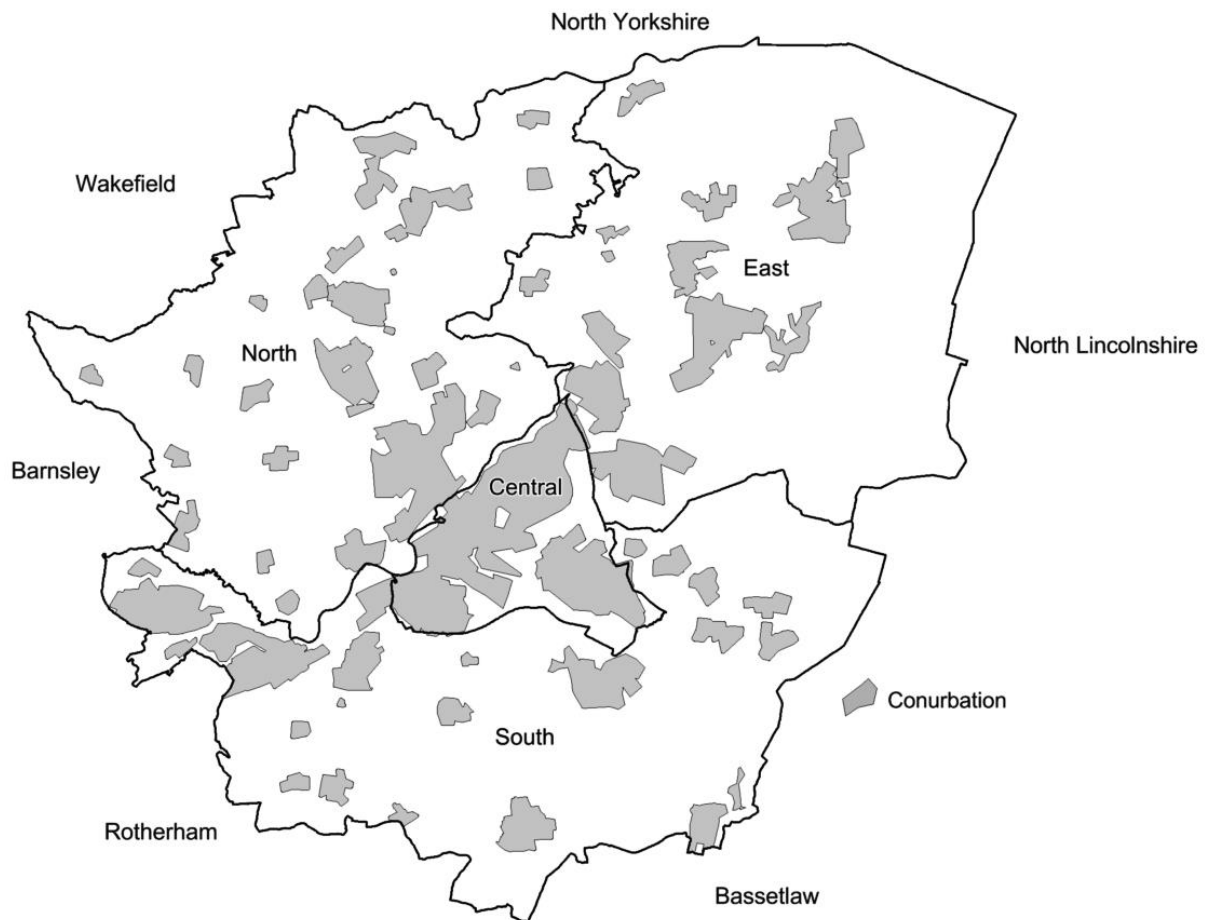 North Yorkshire
Wakefield
East
North Lincolnshire
North
Barnsley
Central
Conurbation
South
Rotherham
Bassetlaw